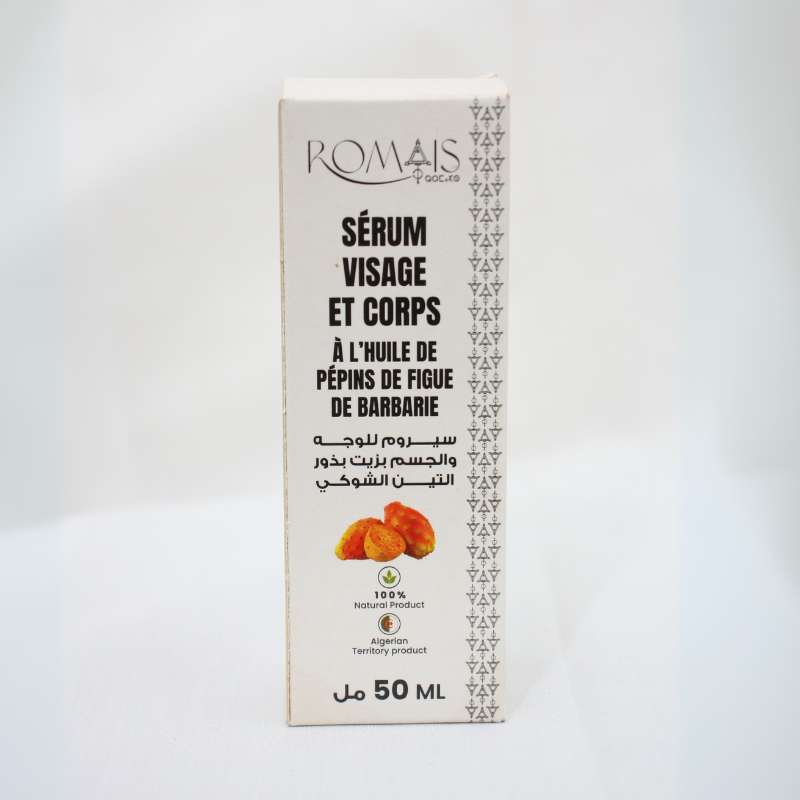 ROMAIS
SÉRUM
VISAGE
ET CORPS
À L'HUILE DE
PÉPINS DE FIGUE
DE BARBARIE
سيروم للوجه
والجسم بزيت بذور
التين الشوكي
100%
Natural Product
Algerian
Territory product
50 ML مل